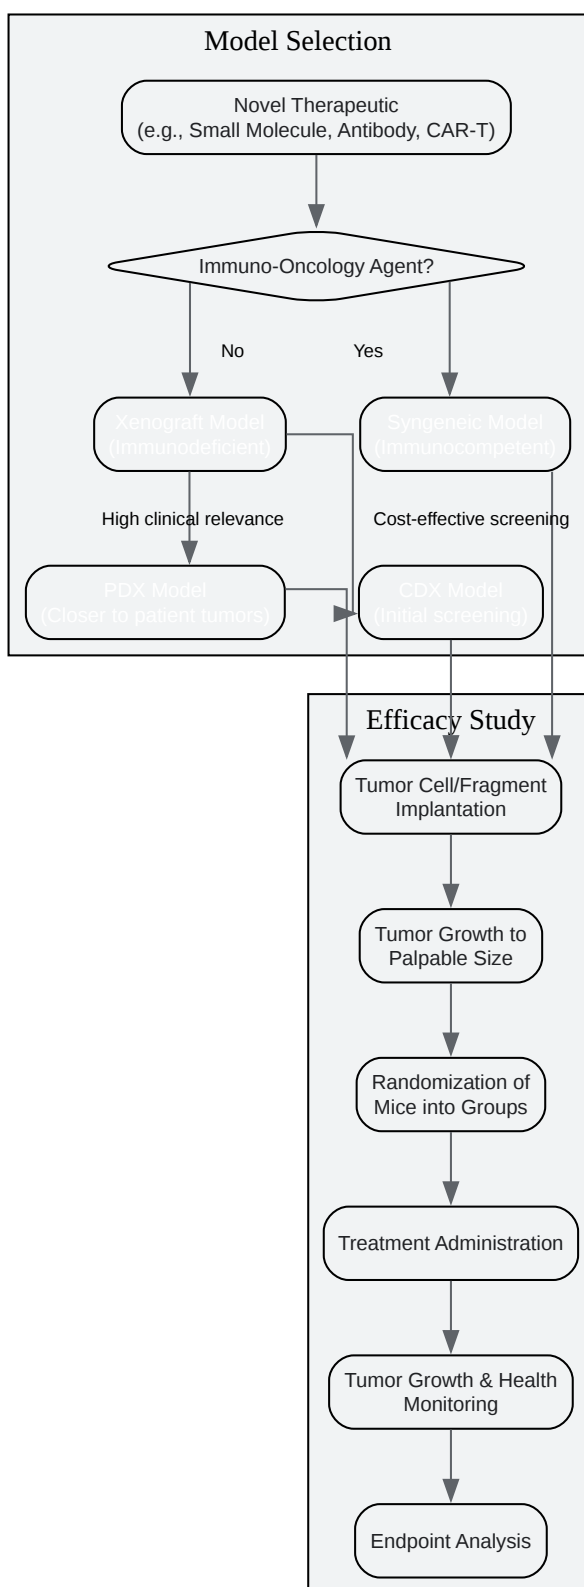 Model Selection
Novel Therapeutic
(e.g., Small Molecule, Antibody, CAR-T)
Immuno-Oncology Agent?
No
Yes
Xenograft Model
(Immunodeficient)
Syngeneic Model
(Immunocompetent)
High clinical relevance
Cost-effective screening
PDX Model
(Closer to patient tumors)
CDX Model
(Initial screening)
Efficacy Study
Tumor Cell/Fragment
Implantation
Tumor Growth to
Palpable Size
Randomization of
Mice into Groups
Treatment Administration
Tumor Growth & Health
Monitoring
Endpoint Analysis